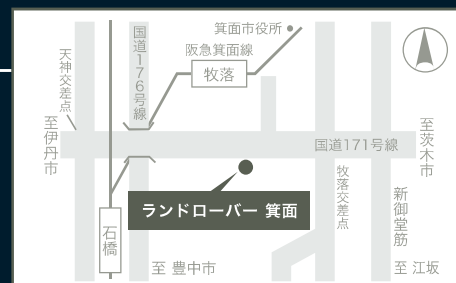 箕面市役所
阪急箕面線
牧落
国道176号線
天神交差点
至伊丹市
国道171号線
至茨木市
牧落交差点
新御堂筋
ランドローバー 箕面
石橋
至 豊中市
至 江坂